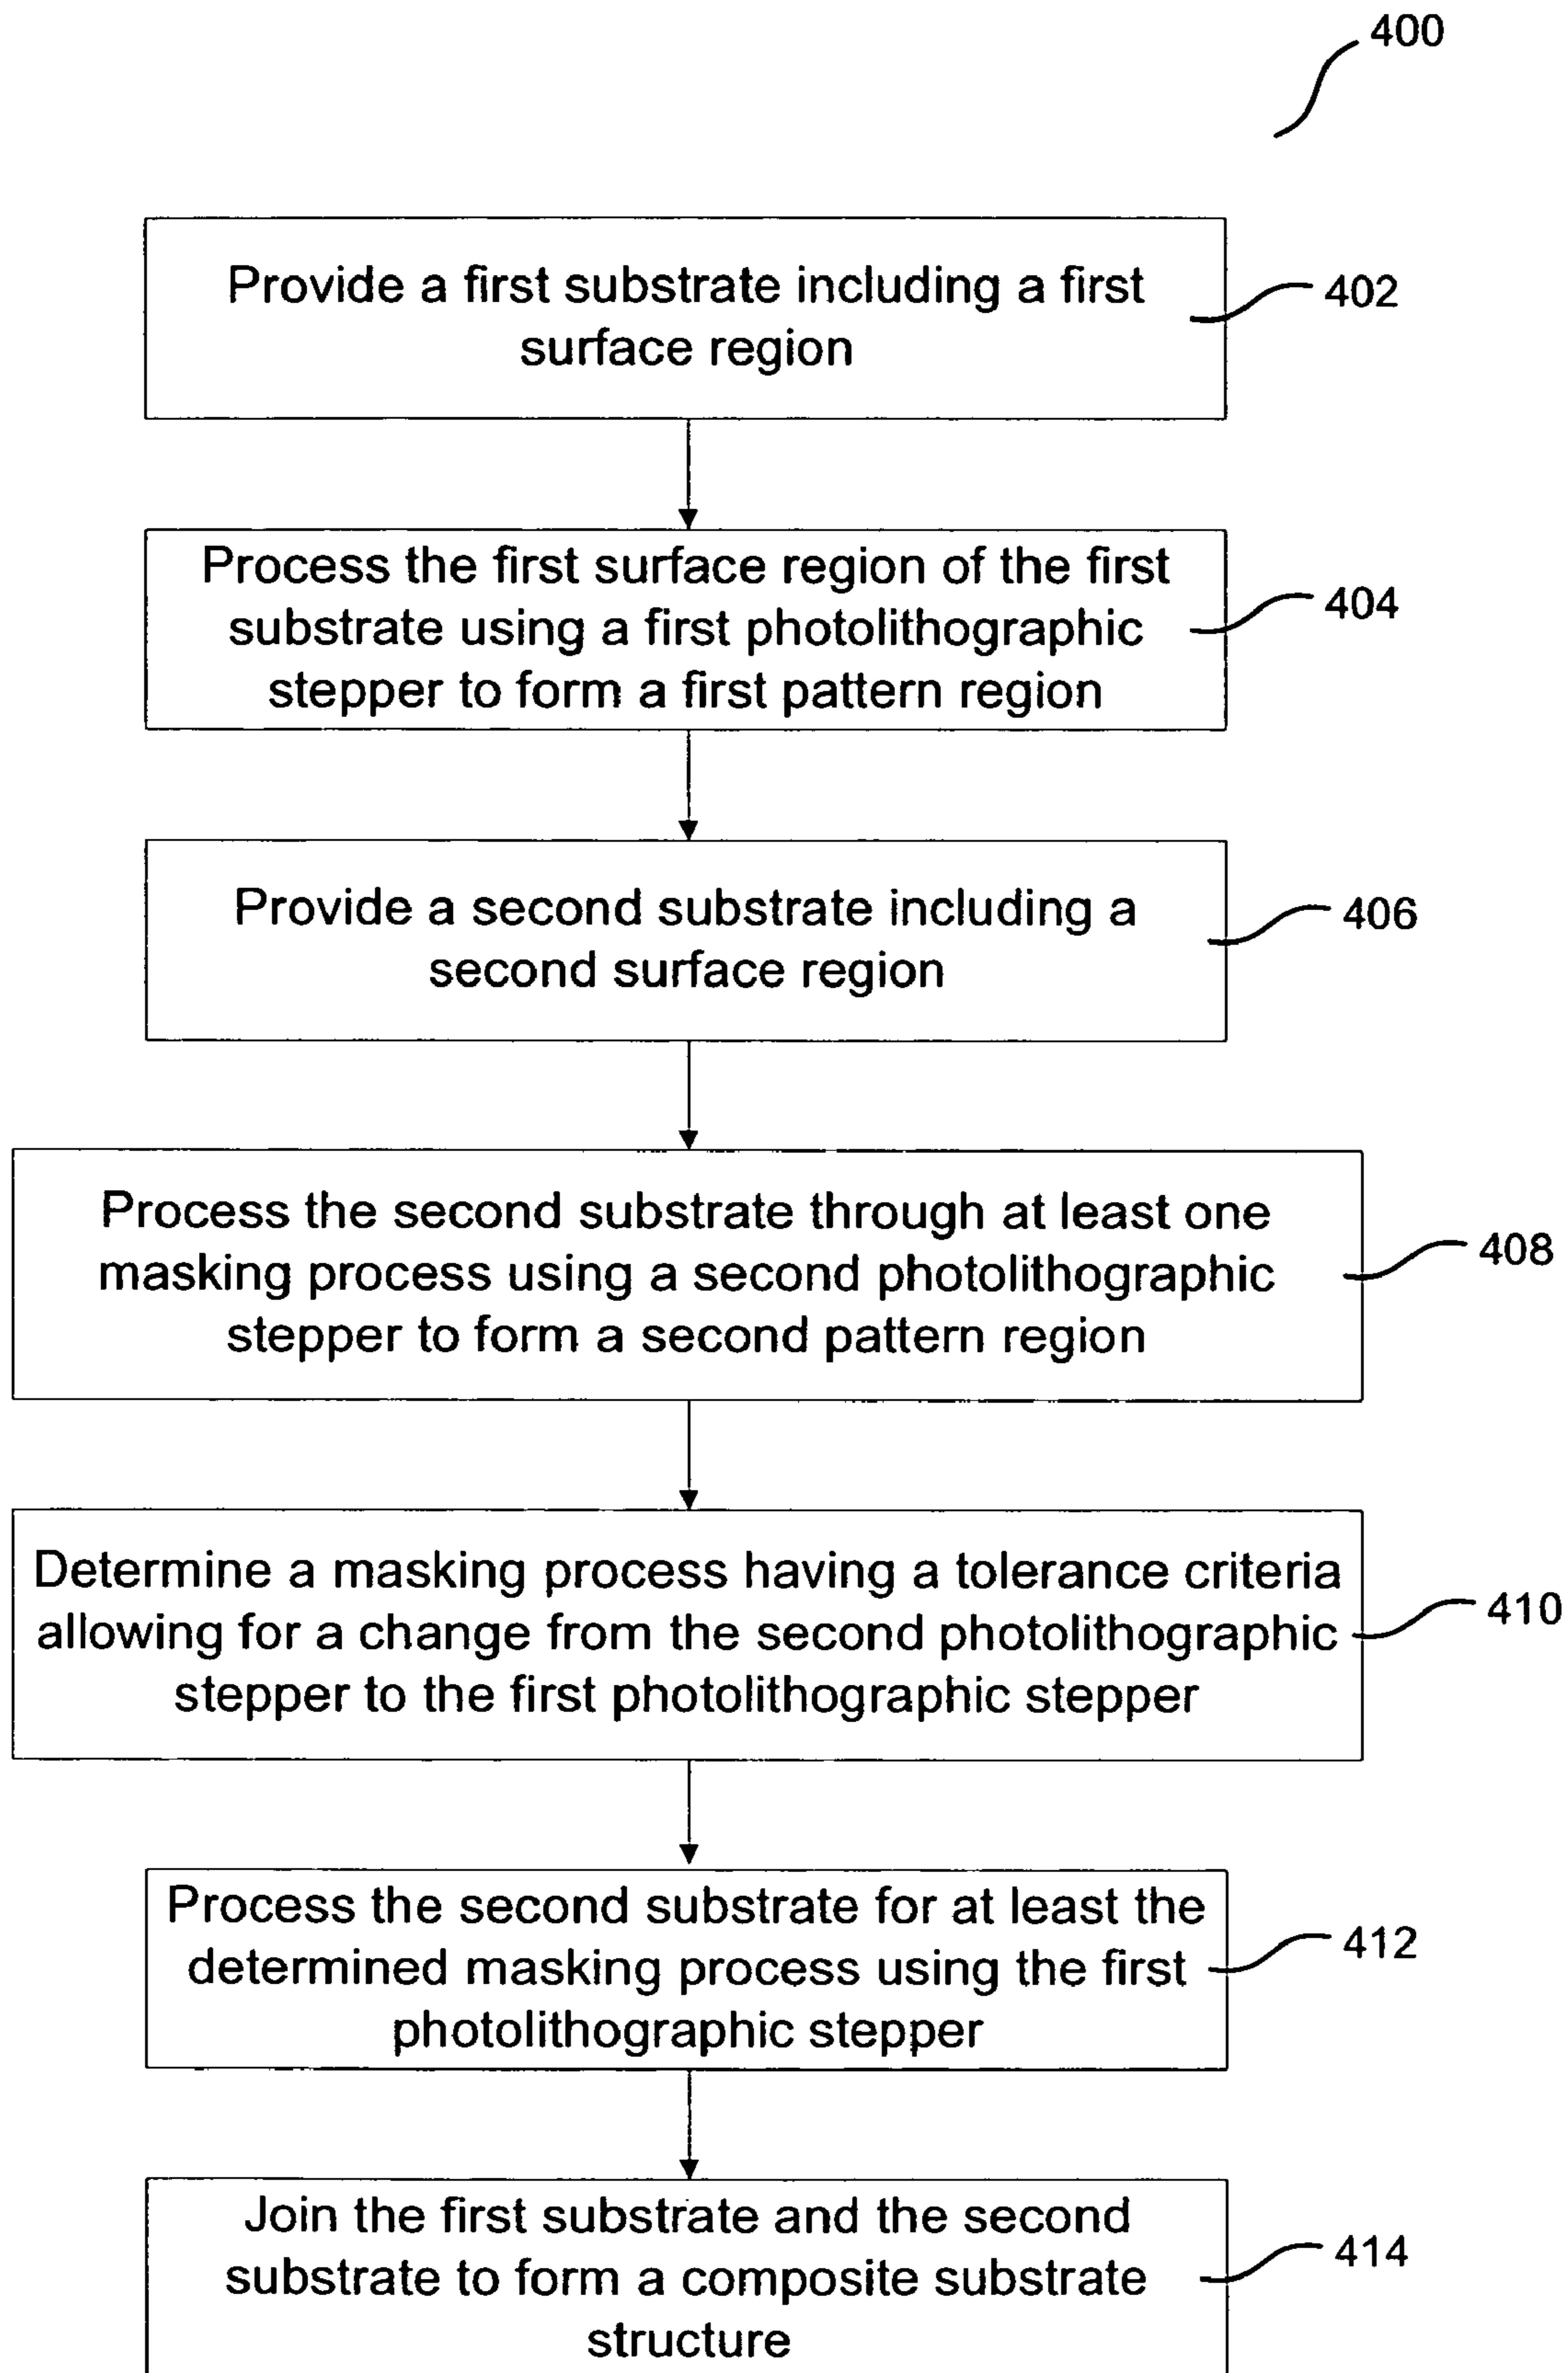 400
Provide a first substrate including a first
surface region
402
Process the first surface region of the first
substrate using a first photolithographic
stepper to form a first pattern region
404
Provide a second substrate including a
second surface region
406
Process the second substrate through at least one
masking process using a second photolithographic
stepper to form a second pattern region
408
Determine a masking process having a tolerance criteria
allowing for a change from the second photolithographic
stepper to the first photolithographic stepper
410
Process the second substrate for at least the
determined masking process using the first
photolithographic stepper
412
Join the first substrate and the second
substrate to form a composite substrate
structure
414